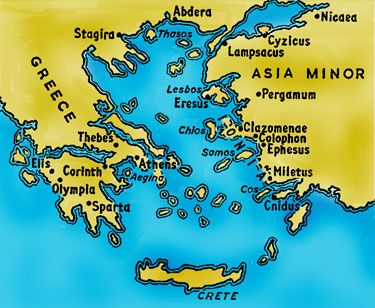 Abdera
Nicaea
Stagira
Thasos
Cyzicus
Lampsacus
GREECE
ASIA MINOR
Lesbos
Pergamum
Eresus
Chios
IONIA
Clazomenae
Colophon
Thebes
Ephesus
Samos
Elis
Corinth
Athens
Aegina
Miletus
Olympia
Cos
Cnidus
Sparta
CRETE